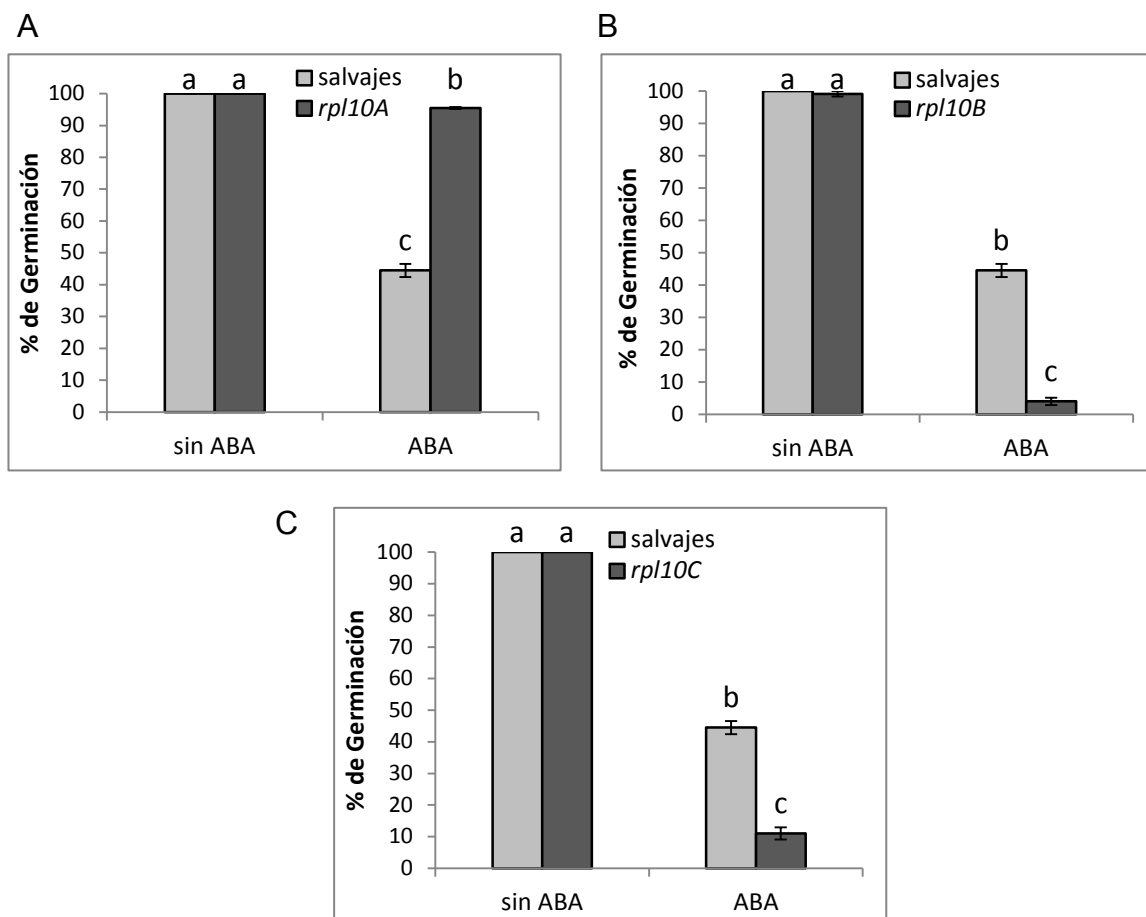 A
a a b
salvajes
rpl10A
100
90
80
70
60
50
40
30
20
10
0
% de Germinación
c
sin ABA ABA
B
a a
salvajes
rpl10B
100
90
80
70
60
50
40
30
20
10
0
% de Germinación
b
c
sin ABA ABA
C
a a
salvajes
rpl10C
100
90
80
70
60
50
40
30
20
10
0
% de Germinación
b
c
sin ABA ABA